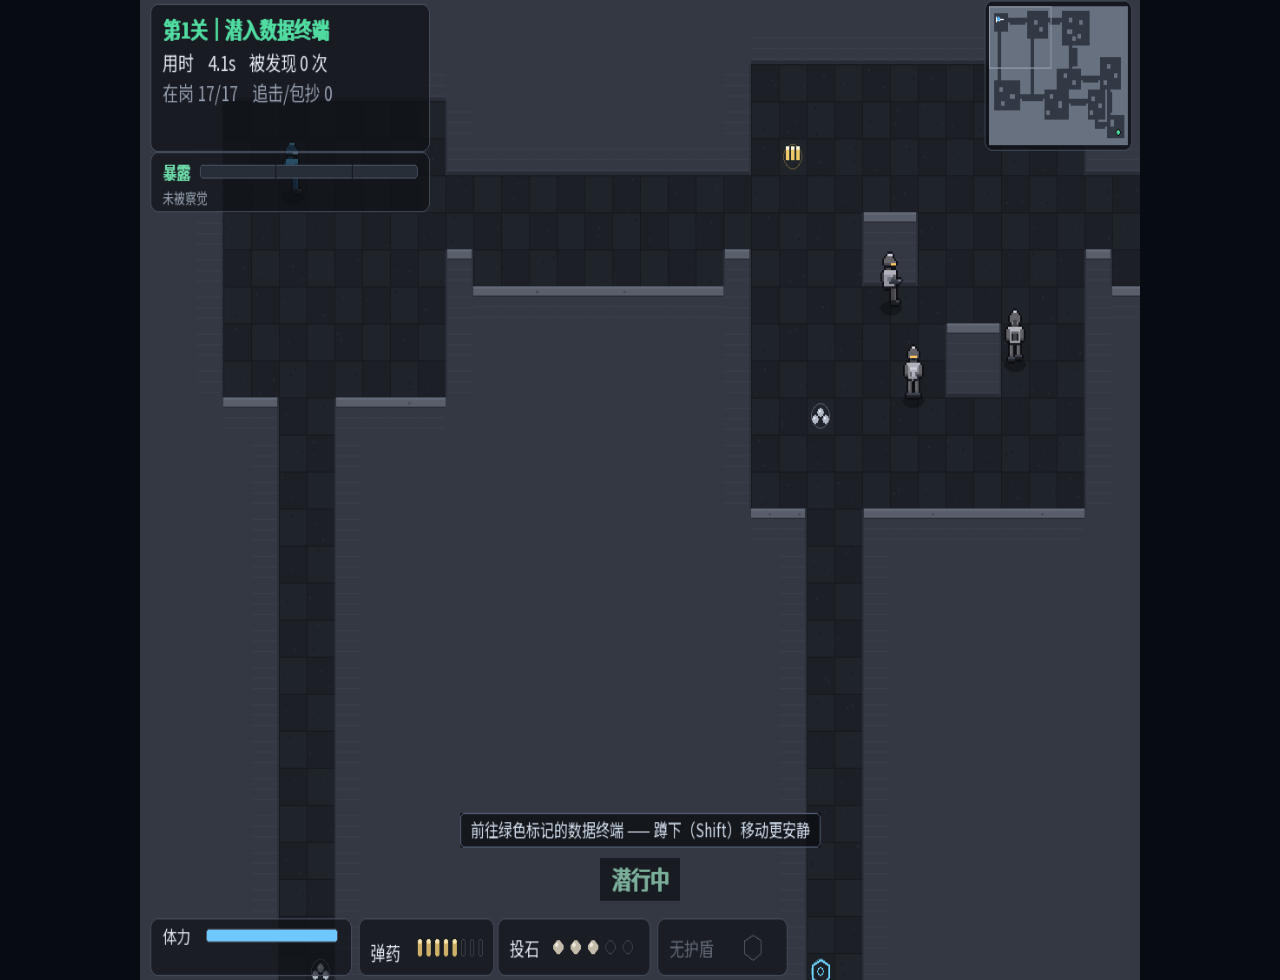 第1关 | 潜入数据终端
用时 4.1s 被发现 0 次
在岗 17/17 追击/包抄 0
暴露
未被察觉
前往绿色标记的数据终端 —— 蹲下（Shift）移动更安静
潜行中
体力
弹药
投石
无护盾